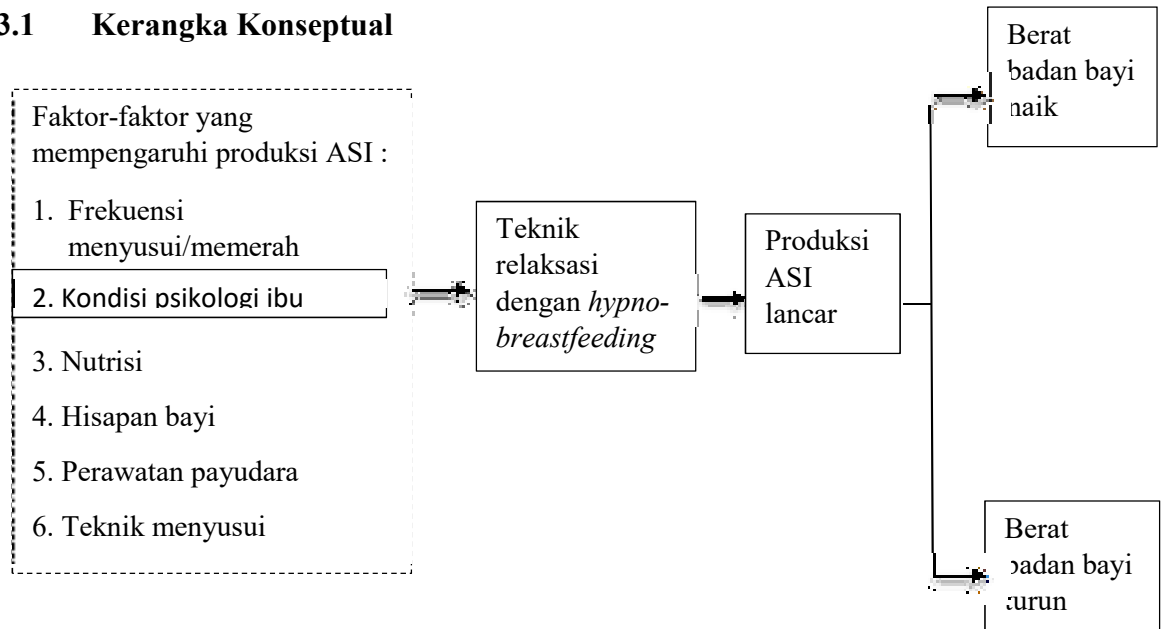 3.1 Kerangka Konseptual
Faktor-faktor yang
mempengaruhi produksi ASI :
1. Frekuensi
menyusui/memerah
2. Kondisi psikologi ibu
3. Nutrisi
4. Hisapan bayi
5. Perawatan payudara
6. Teknik menyusui
Teknik
relaksasi
dengan hypno-
breastfeeding
Produksi
ASI
lancar
Berat
badan bayi
naik
Berat
badan bayi
turun